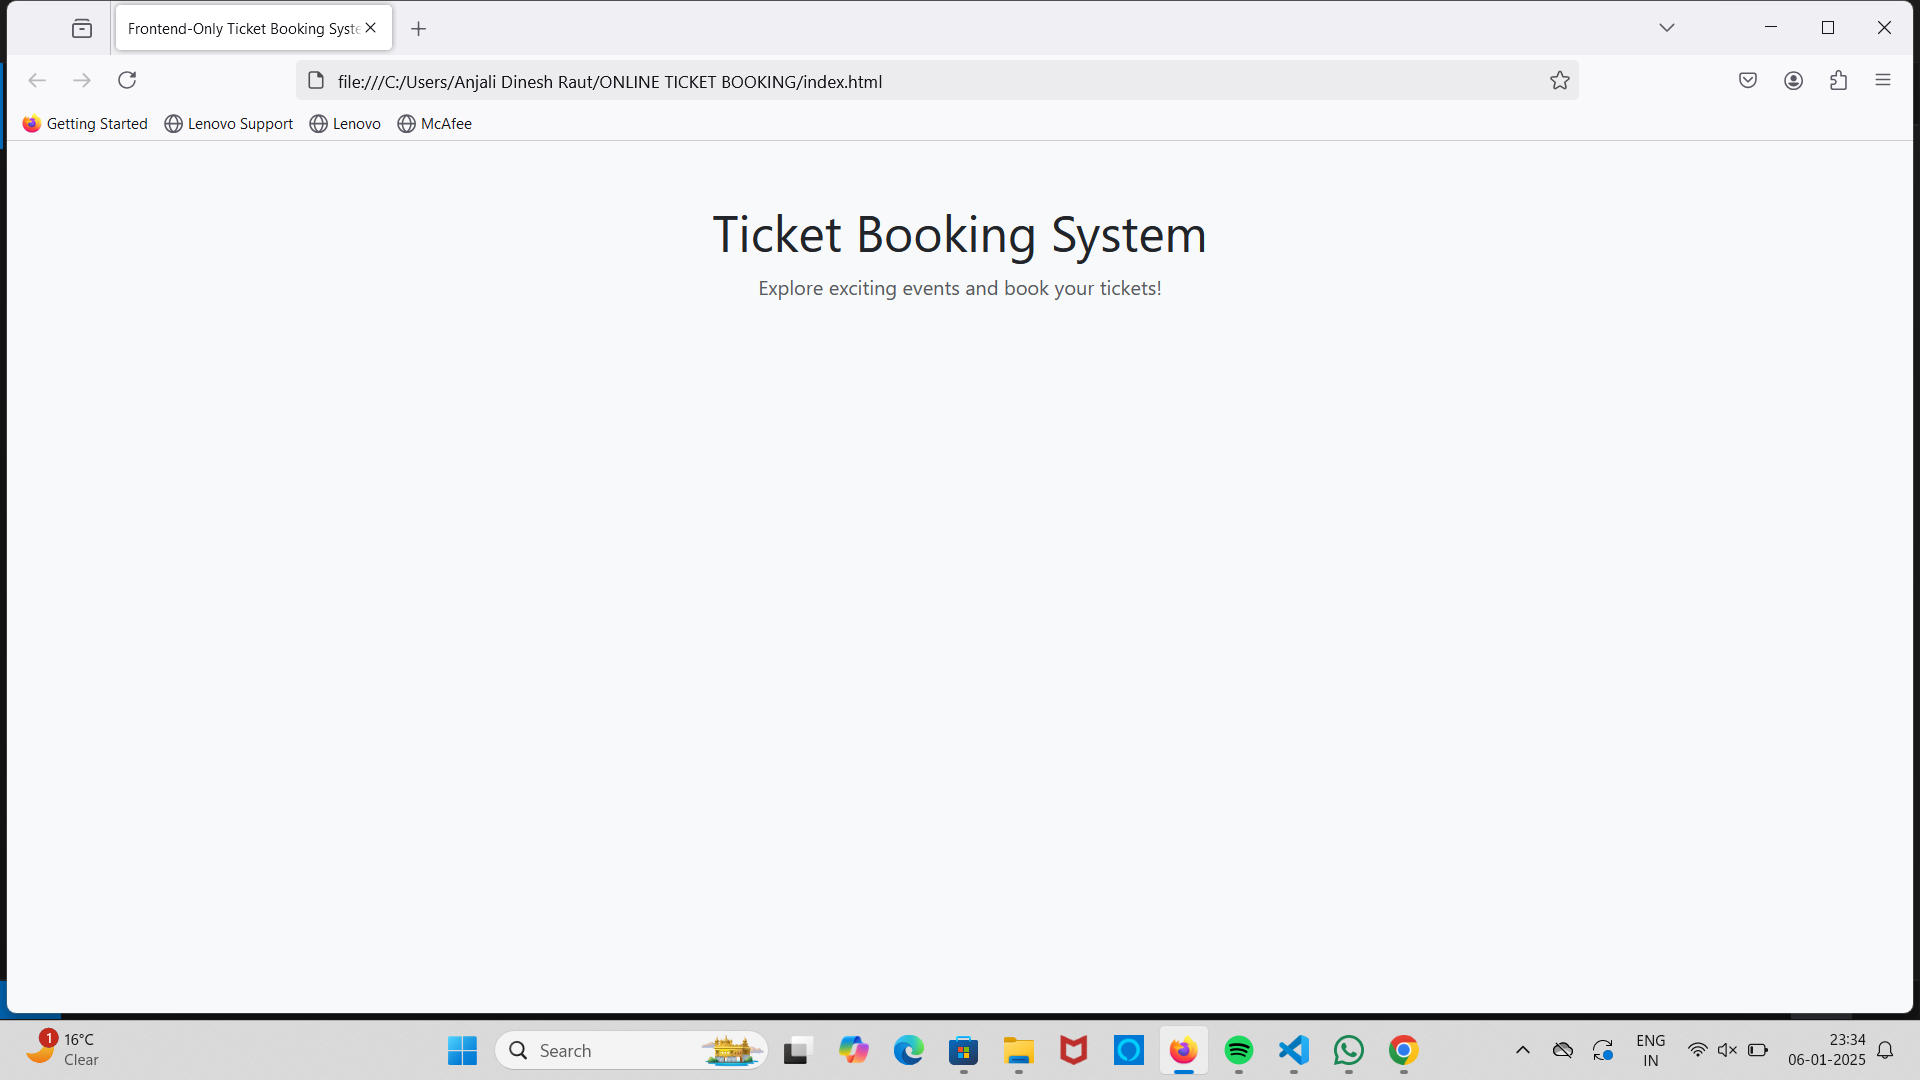 Frontend-Only Ticket Booking Syste
file:///C:/Users/Anjali Dinesh Raut/ONLINE TICKET BOOKING/index.html
Getting Started Lenovo Support Lenovo McAfee
Ticket Booking System
Explore exciting events and book your tickets!
1 16°C
Clear
Search
ENG
IN
23:34
06-01-2025